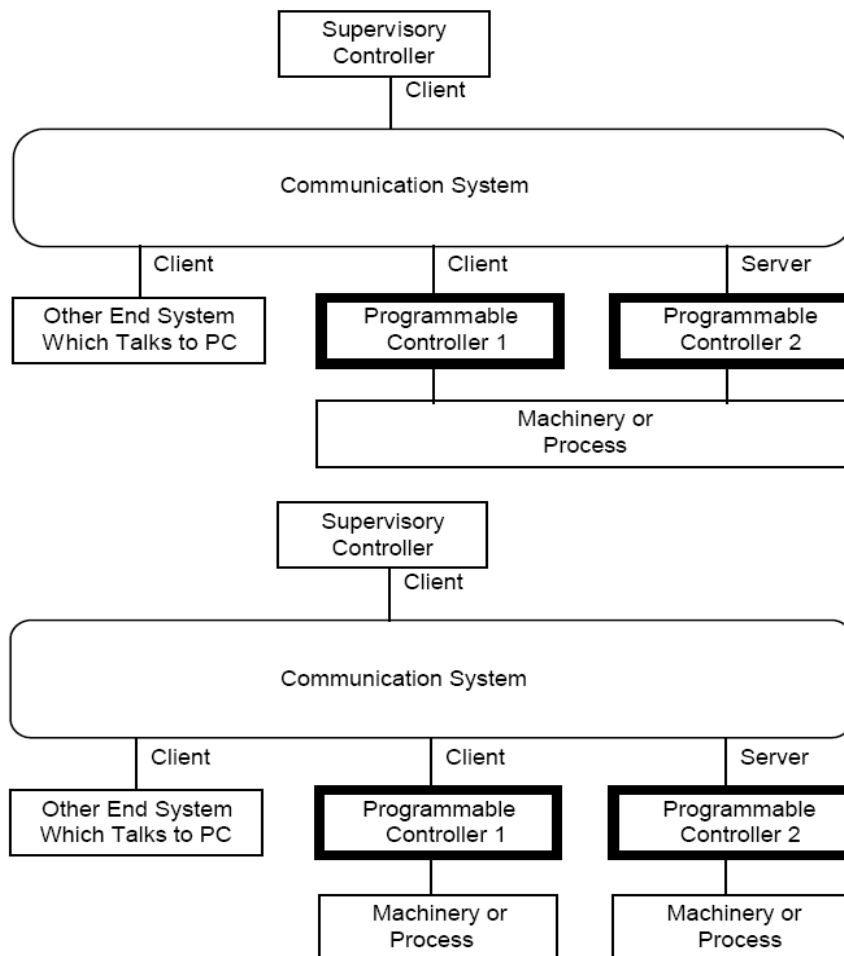 Supervisory
Controller
Client
Communication System
Client
Client
Server
Other End System
Which Talks to PC
Programmable
Controller 1
Programmable
Controller 2
Machinery or
Process
Supervisory
Controller
Client
Communication System
Client
Client
Server
Other End System
Which Talks to PC
Programmable
Controller 1
Programmable
Controller 2
Machinery or
Process
Machinery or
Process